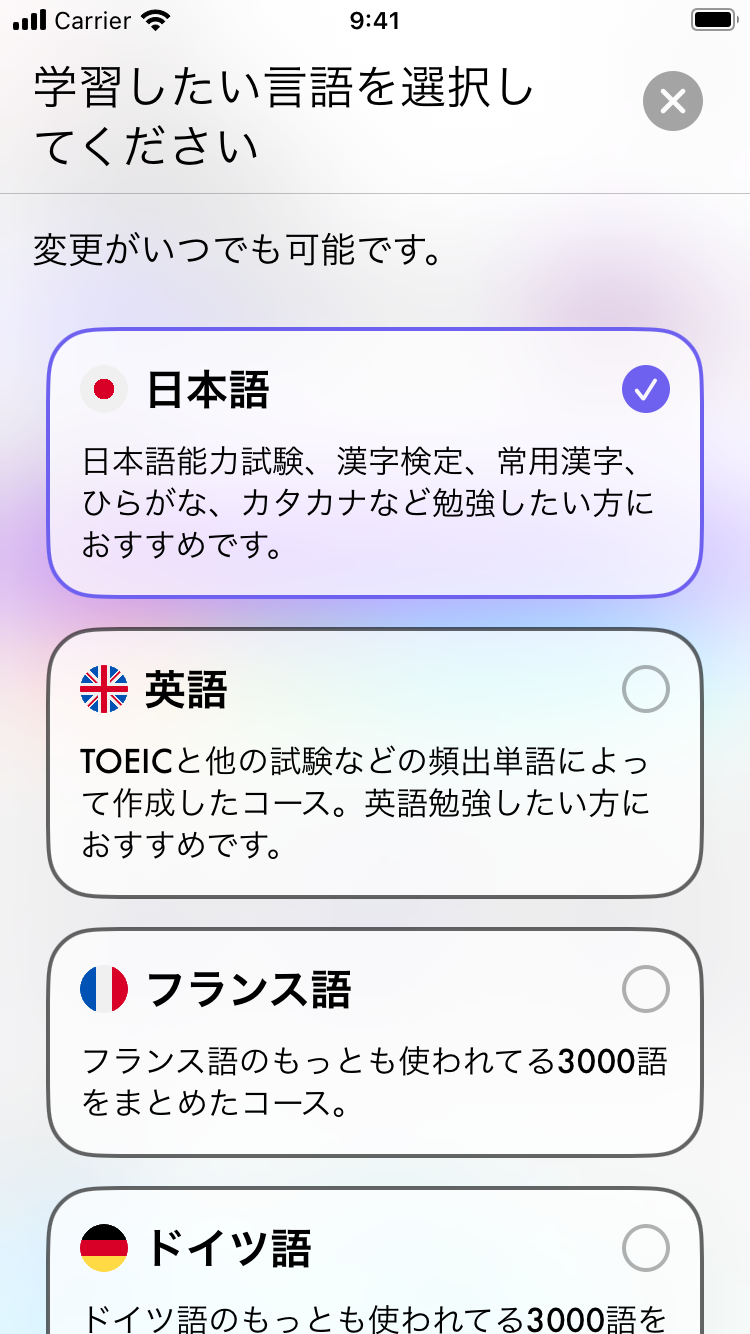 Carrier 9:41
学習したい言語を選択し
てください
変更がいつでも可能です。
日本語
日本語能力試験、漢字検定、常用漢字、
ひらがな、カタカナなど勉強したい方に
おすすめです。
英語
TOEICと他の試験などの頻出単語によっ
て作成したコース。英語勉強したい方に
おすすめです。
フランス語
フランス語のもっとも使われてる3000語
をまとめたコース。
ドイツ語
ドイツ語のもっとも使われてる3000語を